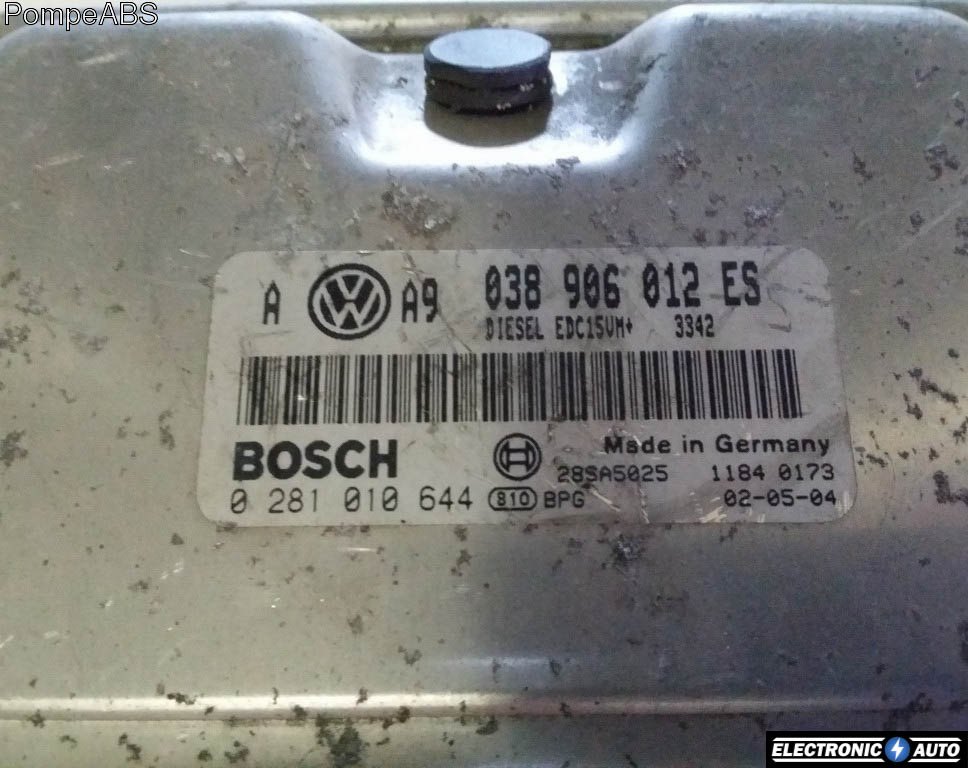 PompeABS
A VW A9 038 906 012 ES
DIESEL EDC15VM+ 3342
BOSCH Made in Germany
28SA5025 1184 0173
0 281 010 644 810 BPG 02-05-04
ELECTRONIC AUTO